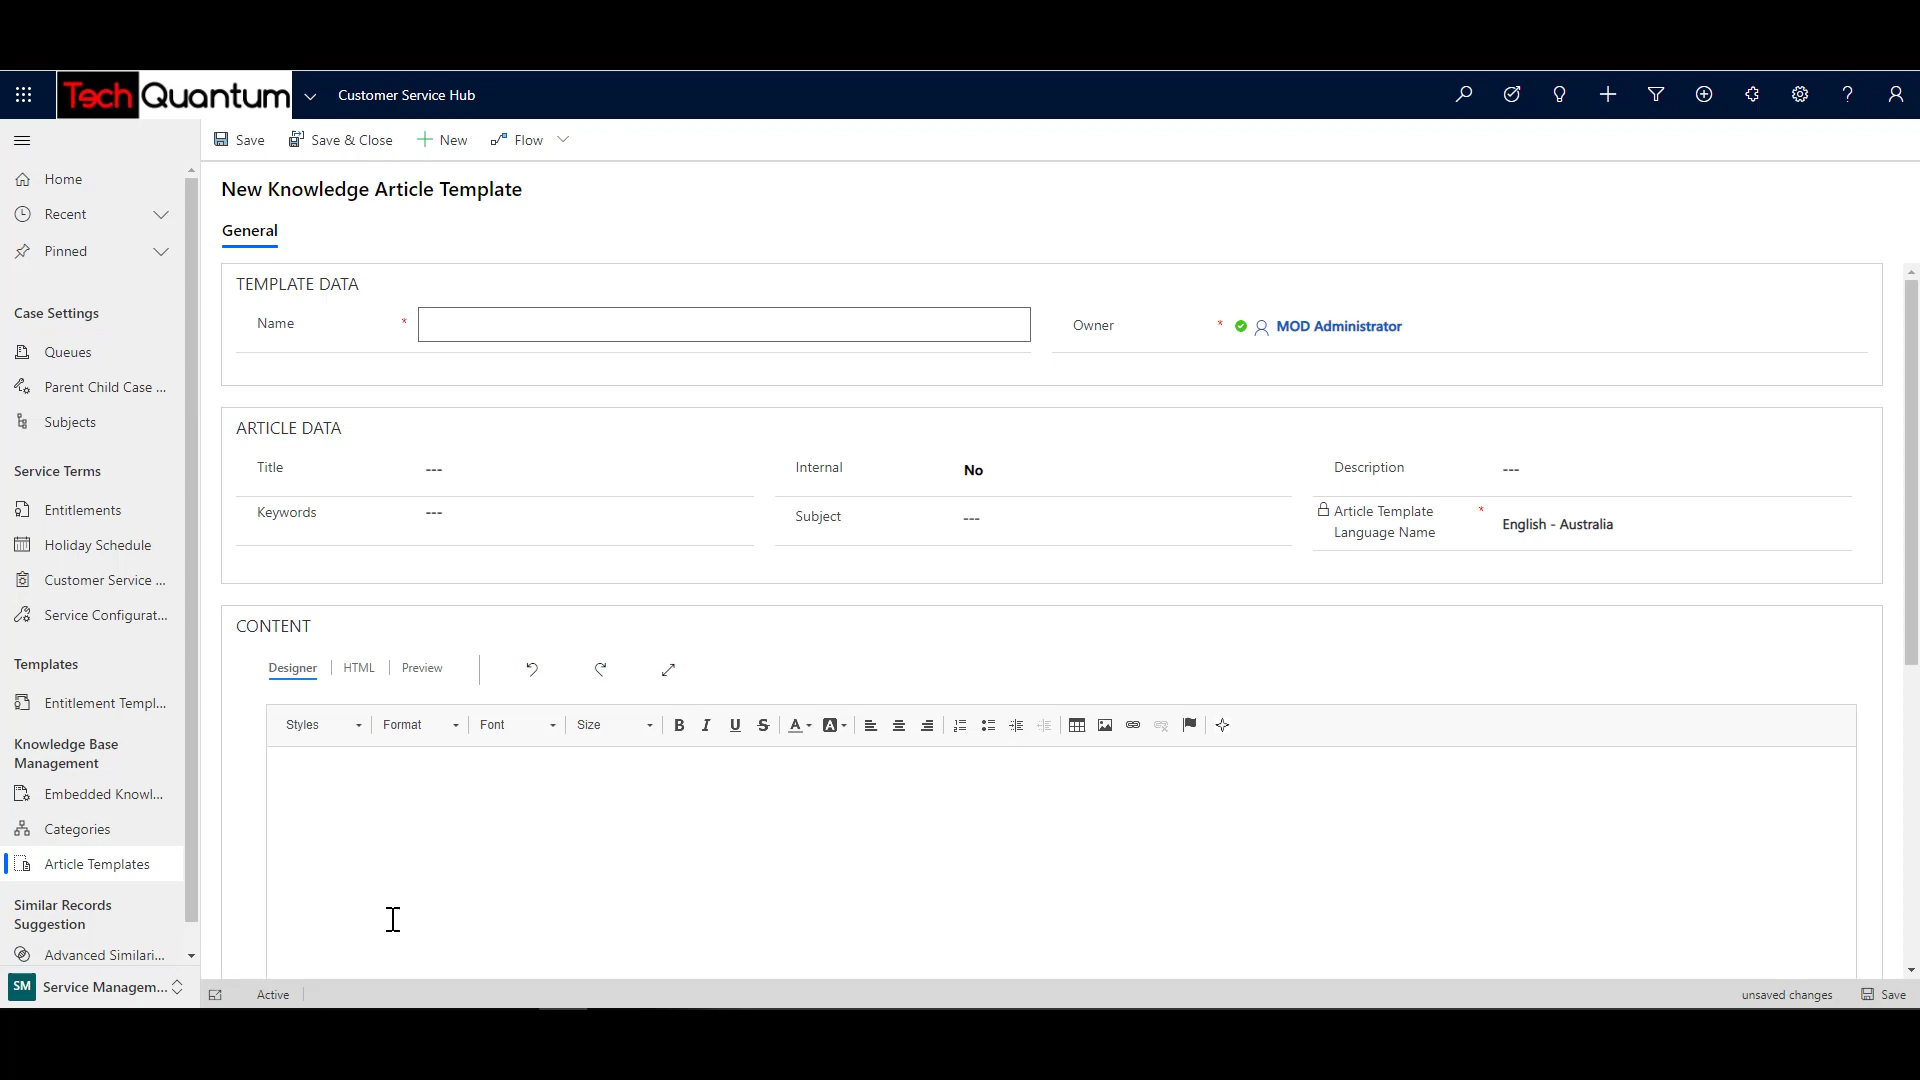 Tech Quantum
Customer Service Hub
Save
Save & Close
New
Flow
Home
Recent
Pinned
Case Settings
Queues
Parent Child Case ...
Subjects
Service Terms
Entitlements
Holiday Schedule
Customer Service ...
Service Configurat...
Templates
Entitlement Templ...
Knowledge Base
Management
Embedded Knowl...
Categories
Article Templates
Similar Records
Suggestion
Advanced Similari...
SM Service Managem...
New Knowledge Article Template
General
TEMPLATE DATA
Name *
Owner * MOD Administrator
ARTICLE DATA
Title ---
Internal No
Description ---
Keywords ---
Subject ---
Article Template
Language Name * English - Australia
CONTENT
Designer HTML Preview
Styles Format Font Size B I U S A A
Active
unsaved changes Save